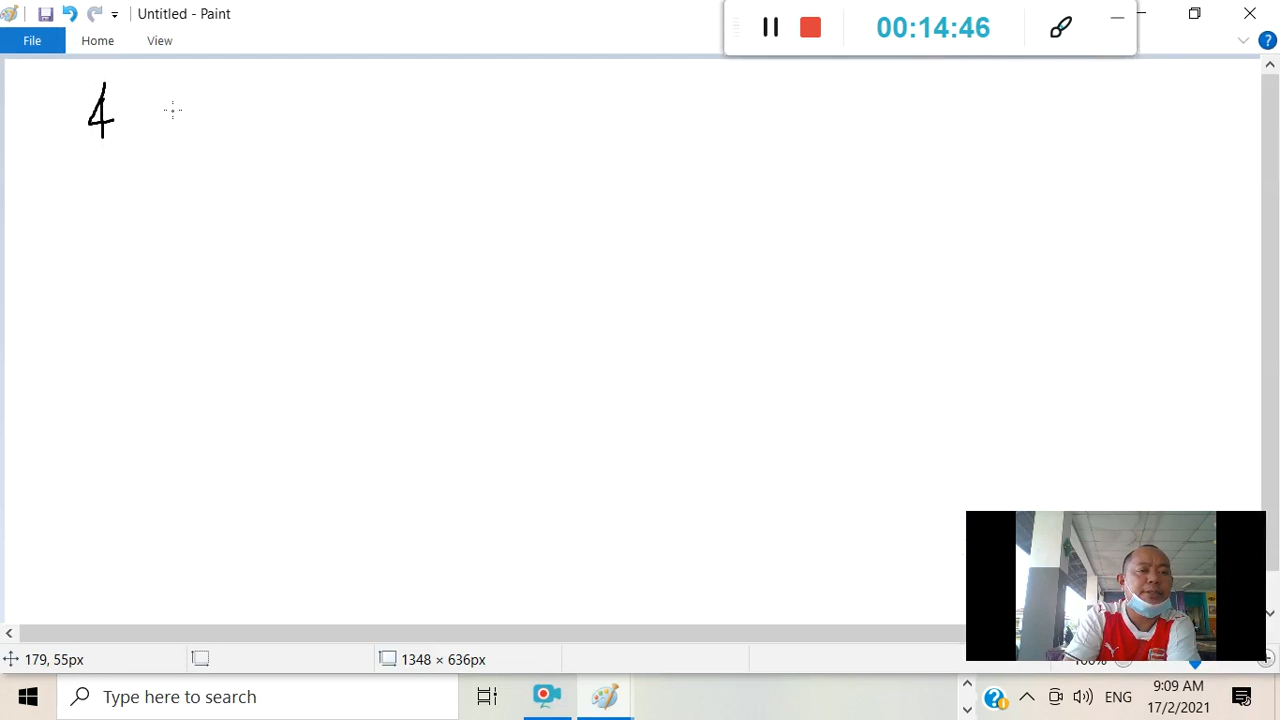 Untitled - Paint
00:14:46
File
Home
View
4
179, 55px
1348 × 636px
Type here to search
ENG
9:09 AM
17/2/2021